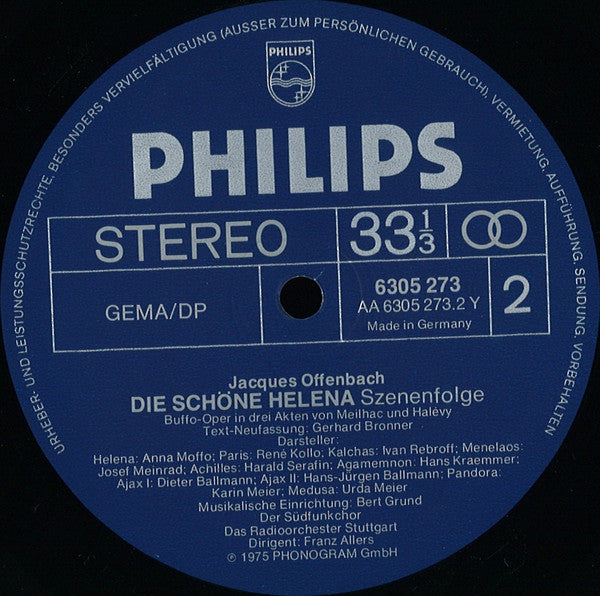 URHEBER UND LEISTUNGSSCHUTZRECHTE, BESONDERS VERVIELFÄLTIGUNG (AUSSER ZUM PERSÖNLICHEN GEBRAUCH), VERMIETUNG, AUFFÜHRUNG, SENDUNG, VORBEHALTEN
PHILIPS
PHILIPS
STEREO
33 1/3
GEMA/DP
6305 273
AA 6305 273.2 Y
Made in Germany
2
Jacques Offenbach
DIE SCHÖNE HELENA Szenenfolge
Buffo-Oper in drei Akten von Meilhac und Halévy
Text-Neufassung: Gerhard Bronner
Darsteller:
Helena: Anna Moffo; Paris: René Kollo; Kalchas: Ivan Rebroff; Menelaos:
Josef Meinrad; Achilles: Harald Serafin; Agamemnon: Hans Kraemmer;
Ajax I: Dieter Ballmann; Ajax II: Hans-Jürgen Ballmann; Pandora:
Karin Meier; Medusa: Urda Meier
Musikalische Einrichtung: Bert Grund
Der Südfunkchor
Das Radioorchester Stuttgart
Dirigent: Franz Allers
℗ 1975 PHONOGRAM GmbH